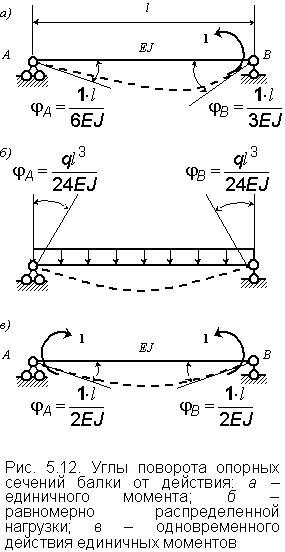 а)
l
A
EJ
1
B
φA = 1·l/6EJ
φB = 1·l/3EJ
б)
φA = ql³/24EJ
φB = ql³/24EJ
в)
A
1
EJ
1
B
φA = 1·l/2EJ
φB = 1·l/2EJ
Рис. 5.12. Углы поворота опорных
сечений балки от действия: а –
единичного момента; б –
равномерно распределенной
нагрузки; в – одновременного
действия единичных моментов